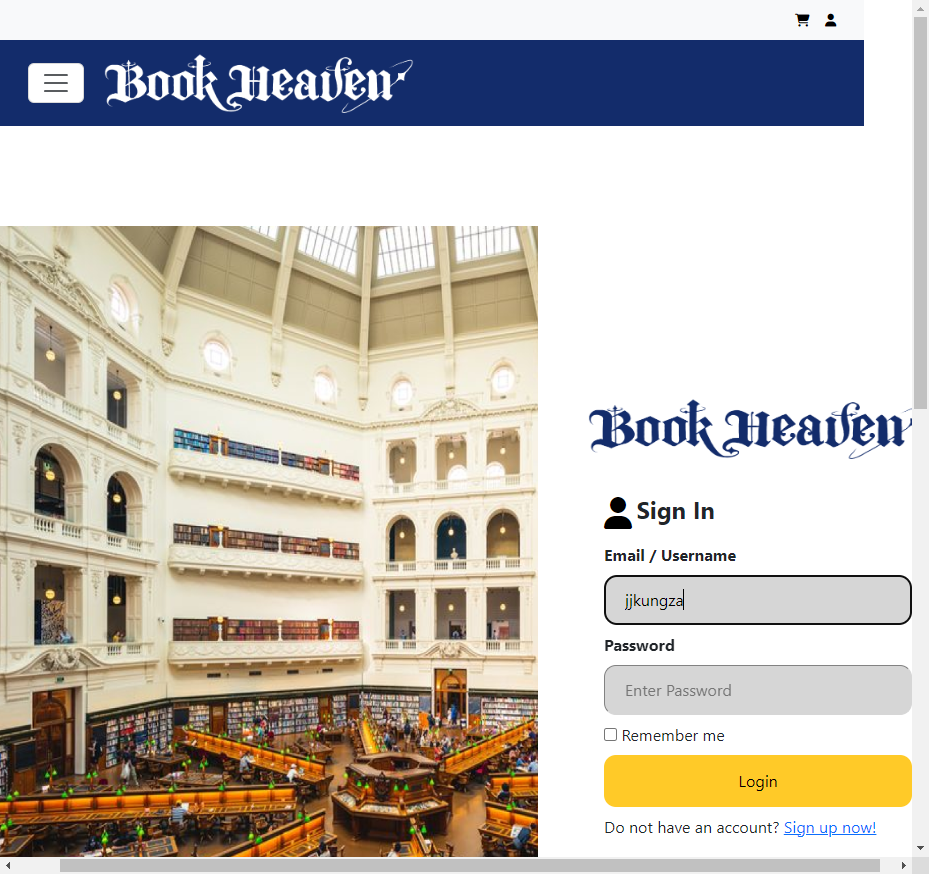 Book Heaven
Book Heaven
Sign In
Email / Username
jjkungza
Password
Enter Password
Remember me
Login
Do not have an account? Sign up now!